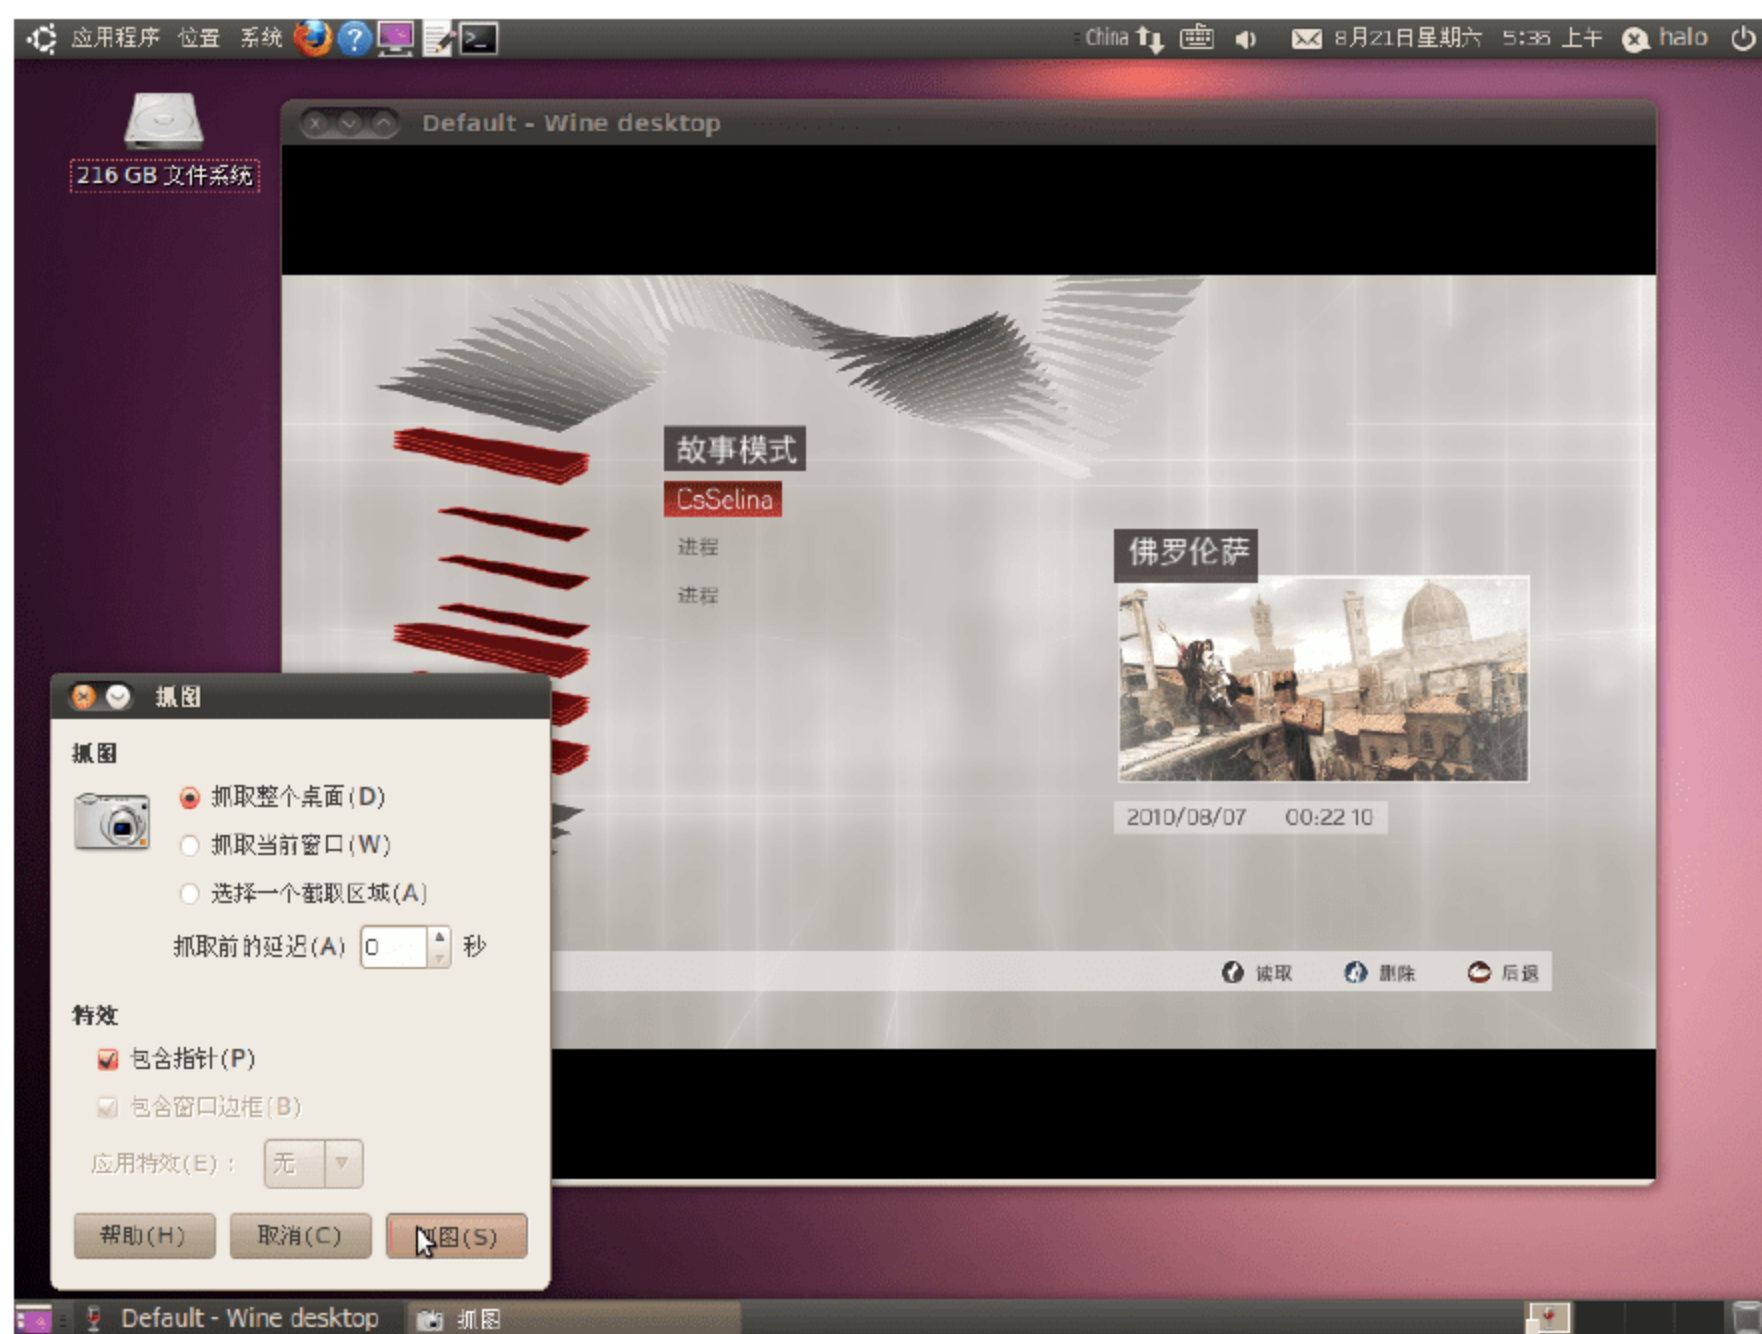 应用程序 位置 系统 China 8月21日星期六 5:36 上午 halo
216 GB 文件系统
Default - Wine desktop
故事模式
CsSelina
进程
进程
佛罗伦萨
2010/08/07 00:22 10
读取 删除 后退
抓图
抓图
抓取整个桌面(D)
抓取当前窗口(W)
选择一个截取区域(A)
抓取前的延迟(A) 0 秒
特效
包含指针(P)
包含窗口边框(B)
应用特效(E)： 无
帮助(H) 取消(C) 抓图(S)
Default - Wine desktop 抓图